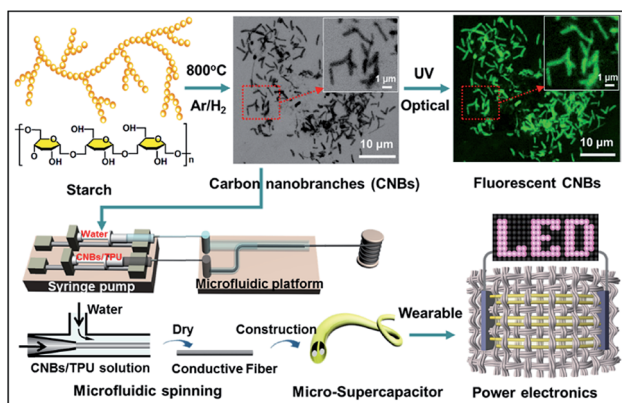 800°C
Ar/H₂
1 μm
10 μm
UV
Optical
1 μm
10 μm
OH
HO
HO
O
O
O
O
OH
OH
OH
OH
n
Starch
Carbon nanobranches (CNBs)
Fluorescent CNBs
Water
CNBs/TPU
Syringe pump
Microfluidic platform
LED
Water
CNBs/TPU solution
Dry
Conductive Fiber
Construction
Wearable
Microfluidic spinning
Micro-Supercapacitor
Power electronics